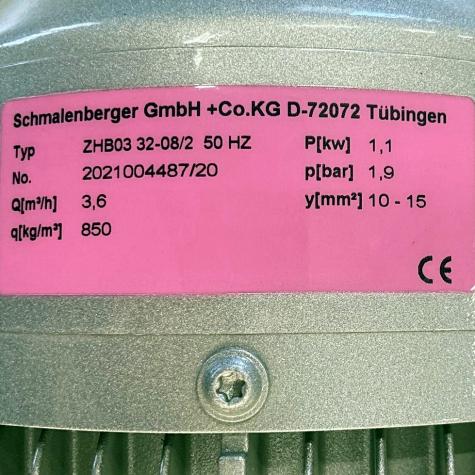 Schmalenberger GmbH +Co.KG D-72072 Tübingen
Typ ZHB03 32-08/2 50 HZ P[kw] 1,1
No. 2021004487/20 p[bar] 1,9
Q[m³/h] 3,6 y[mm²] 10 - 15
q[kg/m³] 850
CE